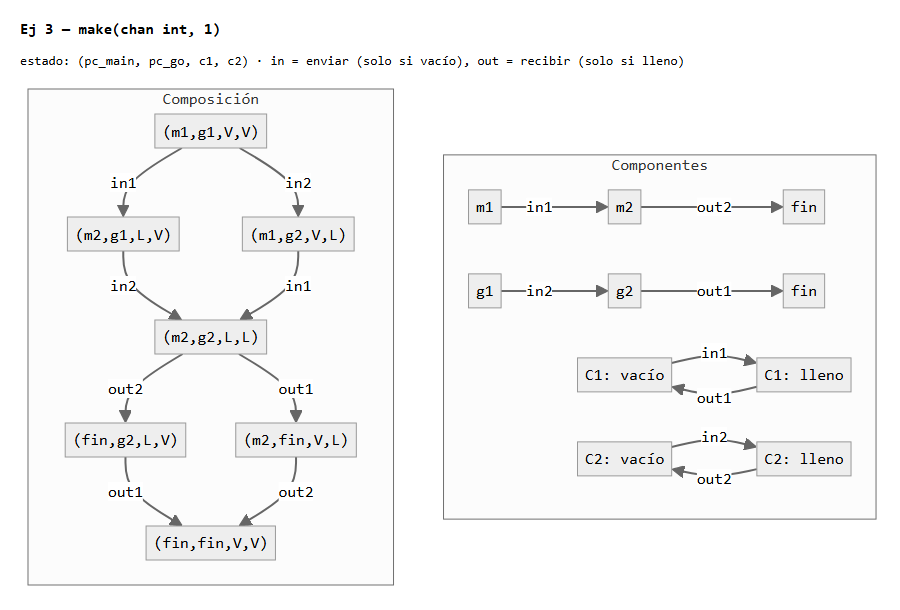 Ej 3 — make(chan int, 1)
estado: (pc_main, pc_go, c1, c2) · in = enviar (solo si vacío), out = recibir (solo si lleno)
Composición
(m1,g1,V,V)
in1
in2
(m2,g1,L,V)
(m1,g2,V,L)
in2
in1
(m2,g2,L,L)
out2
out1
(fin,g2,L,V)
(m2,fin,V,L)
out1
out2
(fin,fin,V,V)
Componentes
m1
in1
m2
out2
fin
g1
in2
g2
out1
fin
C1: vacío
in1
out1
C1: lleno
C2: vacío
in2
out2
C2: lleno